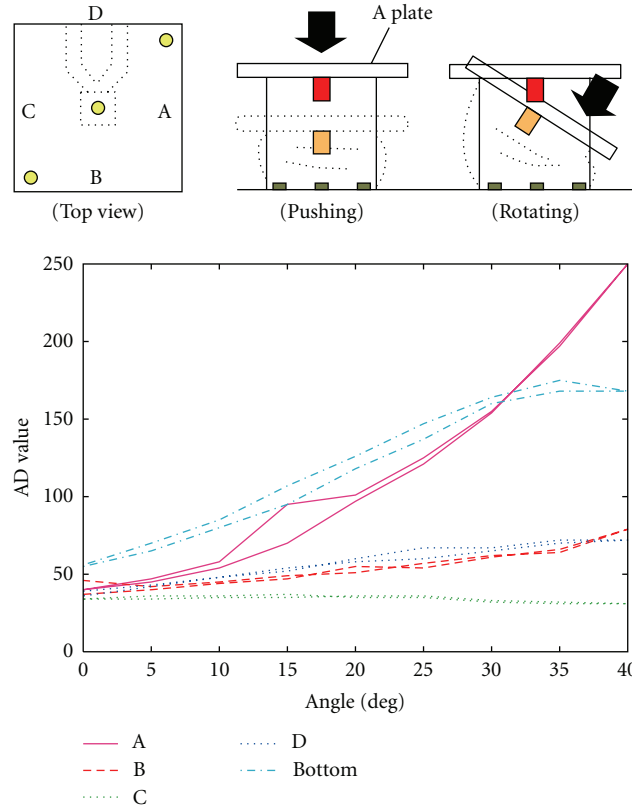 D
A plate
C
A
B
(Top view)
(Pushing)
(Rotating)
250
200
150
100
50
0
AD value
0 5 10 15 20 25 30 35 40
Angle (deg)
A
B
C
D
Bottom